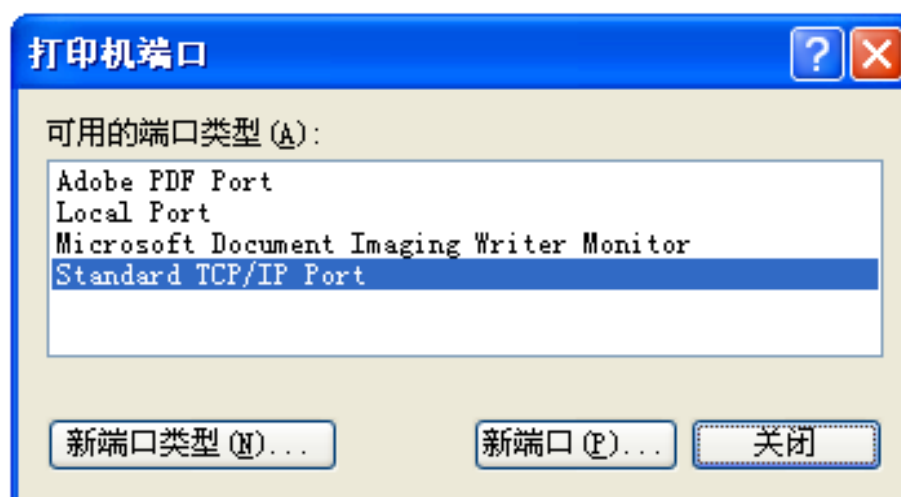 打印机端口
可用的端口类型(A):
Adobe PDF Port
Local Port
Microsoft Document Imaging Writer Monitor
Standard TCP/IP Port
新端口类型(N)... 新端口(P)... 关闭